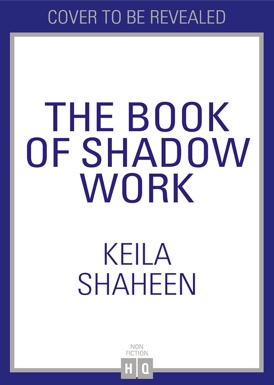 COVER TO BE REVEALED
THE BOOK
OF SHADOW
WORK
KEILA
SHAHEEN
NON
FICTION
HQ